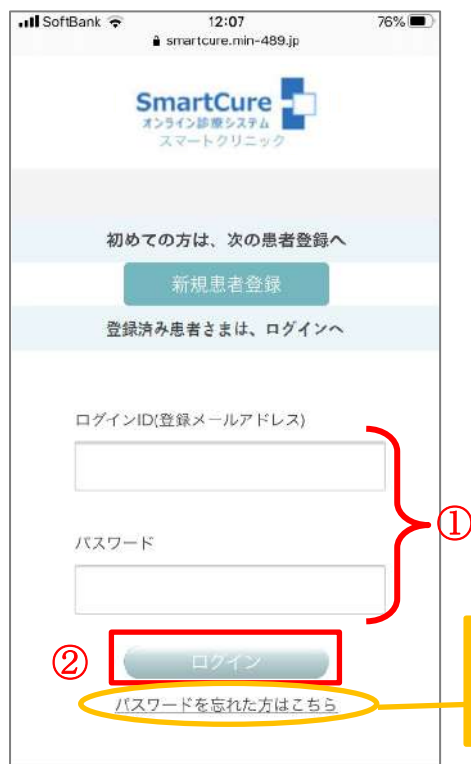 SoftBank 12:07 76%
smartcure.min-489.jp
SmartCure
オンライン診療システム
スマートクリニック
初めての方は、次の患者登録へ
新規患者登録
登録済み患者さまは、ログインへ
ログインID(登録メールアドレス)
①
パスワード
② ログイン
パスワードを忘れた方はこちら